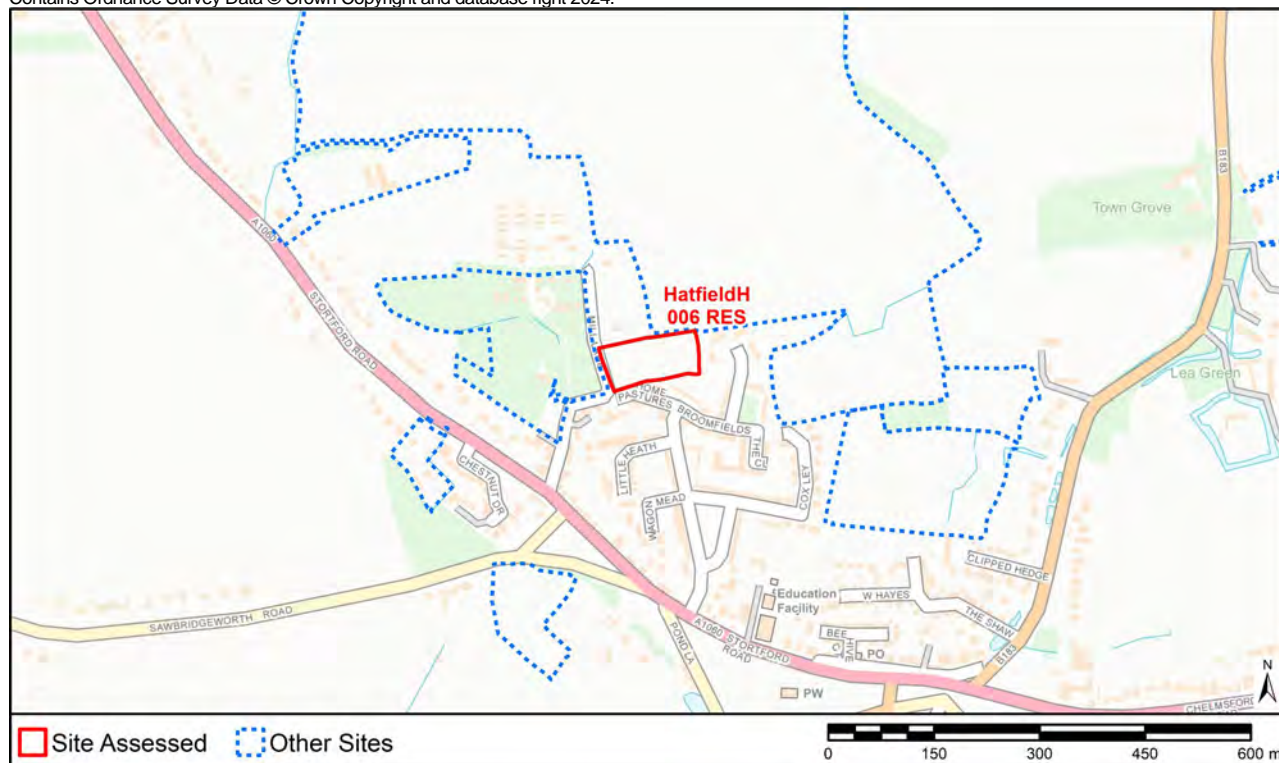 Contains Ordnance Survey Data © Crown Copyright and database right 2024.
B183
Town Grove
A1060
STORTFORD ROAD
HatfieldH
006 RES
Lea Green
HOME
PASTURES
BROOMFIELDS
THE C
LITTLE HEATH
CHESTNUT DR
WAGON MEAD
COX LEY
CLIPPED HEDGE
Education
Facility
W HAYES
THE SHAW
SAWBRIDGEWORTH ROAD
A1060 STORTFORD
ROAD
POND LA
BEE
HIVE
PO
B183
PW
CHELMSFORD
N
Site Assessed
Other Sites
0 150 300 450 600 m